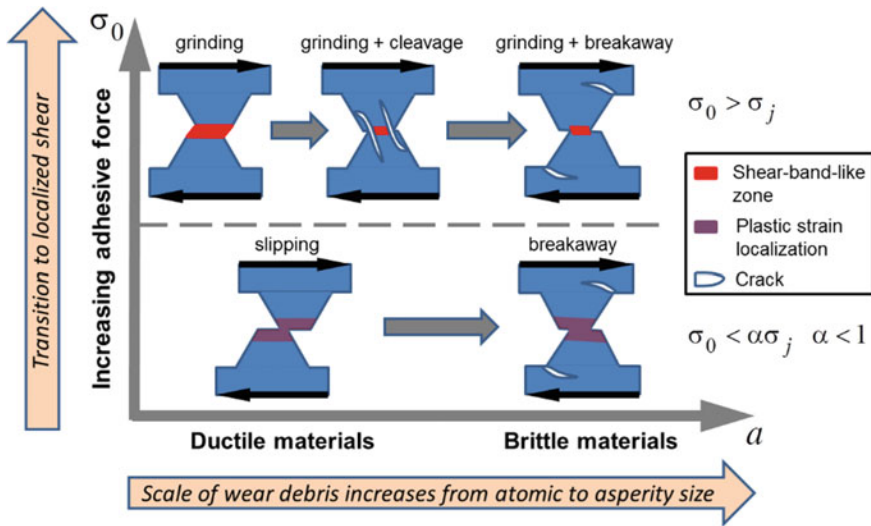 σ₀
grinding
grinding + cleavage
grinding + breakaway
σ₀ > σⱼ
Shear-band-like
zone
Plastic strain
localization
Crack
slipping
breakaway
σ₀ < ασⱼ α < 1
Transition to localized shear
Increasing adhesive force
Ductile materials
Brittle materials
a
Scale of wear debris increases from atomic to asperity size